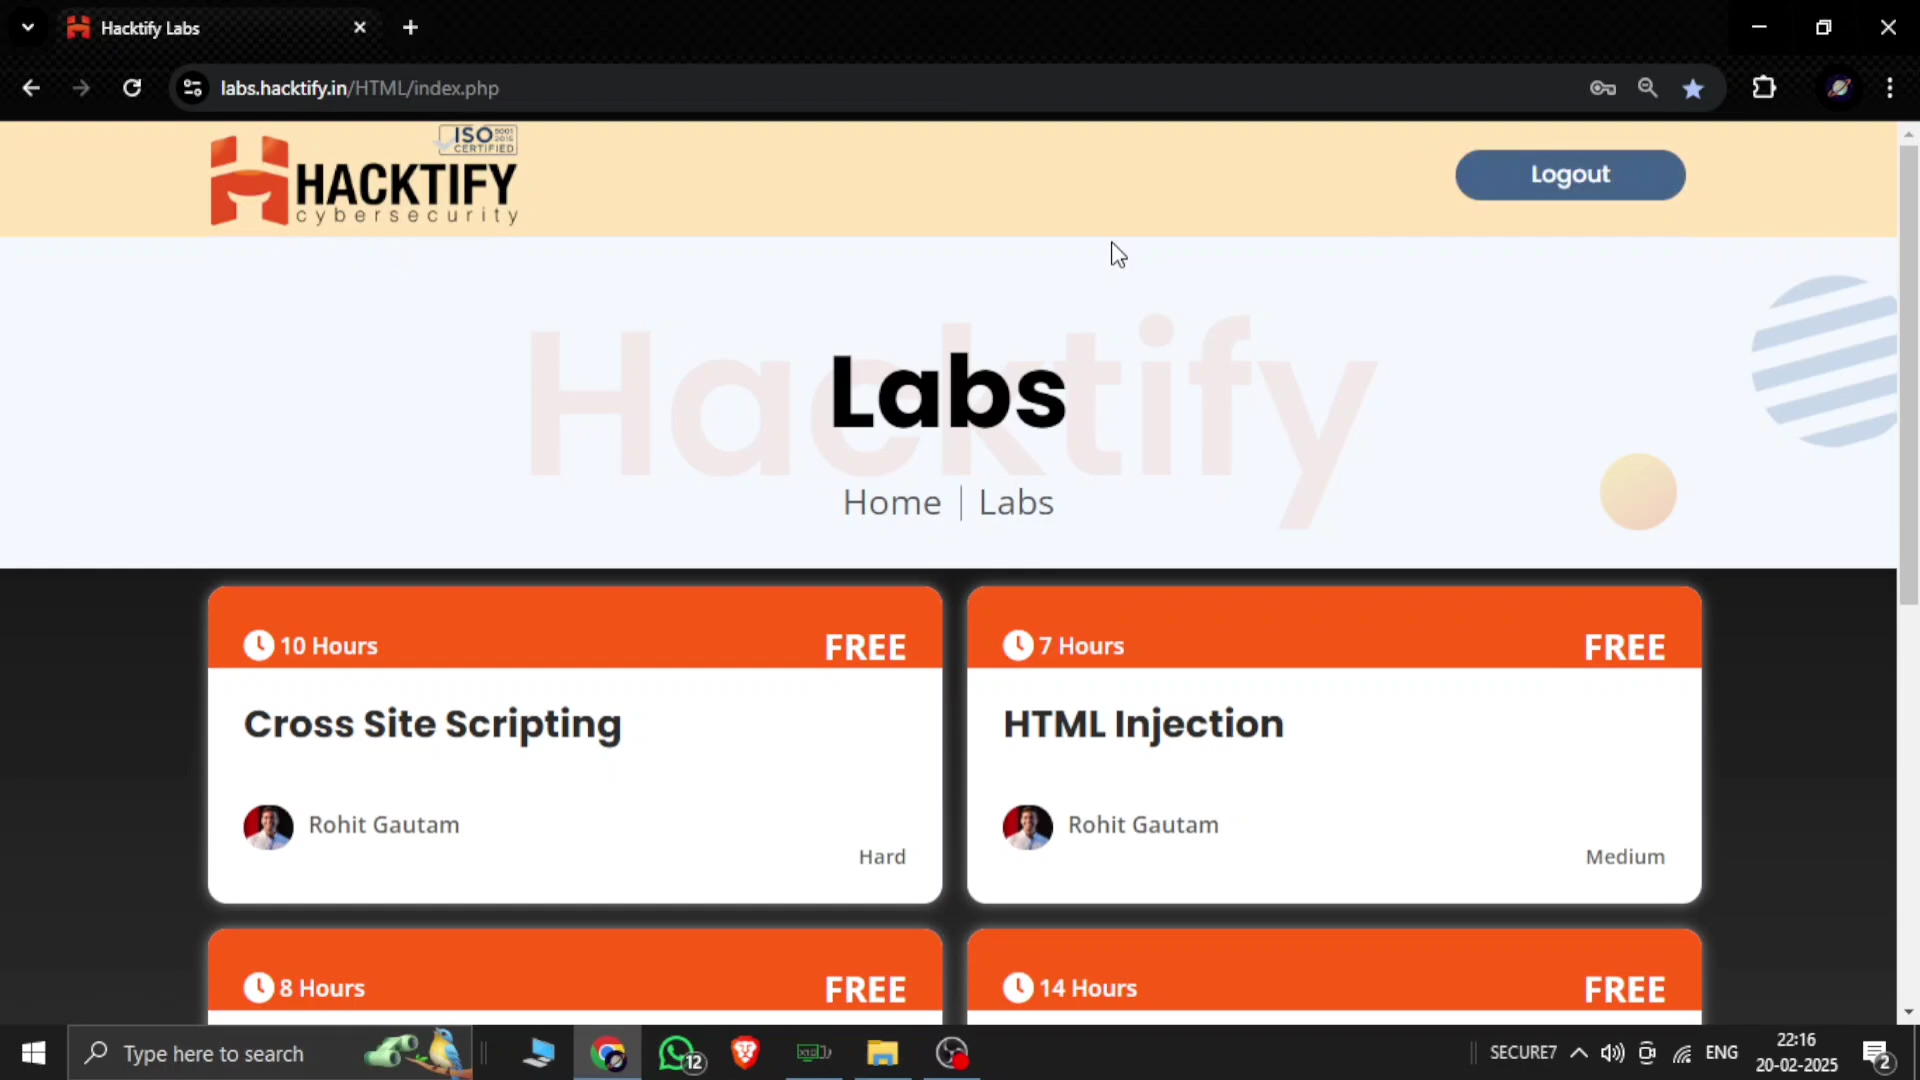 Hacktify Labs
labs.hacktify.in/HTML/index.php
ISO 9001 2015
CERTIFIED
HACKTIFY
cybersecurity
Logout
Hacktify
Labs
Home | Labs
10 Hours FREE
Cross Site Scripting
Rohit Gautam
Hard
7 Hours FREE
HTML Injection
Rohit Gautam
Medium
8 Hours FREE
14 Hours FREE
Type here to search
12
SECURE7
ENG
22:16
20-02-2025
2